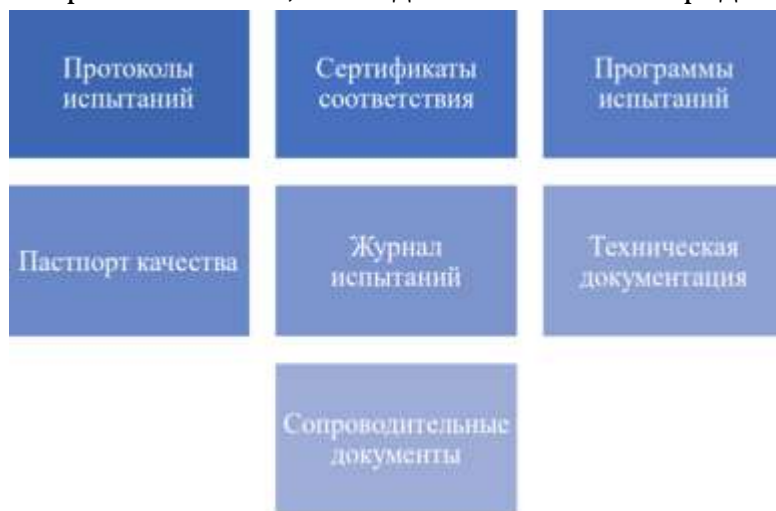 Протоколы
испытаний
Сертификаты
соответствия
Программы
испытаний
Пастпорт качества
Журнал
испытаний
Техническая
документация
Сопроводительные
документы